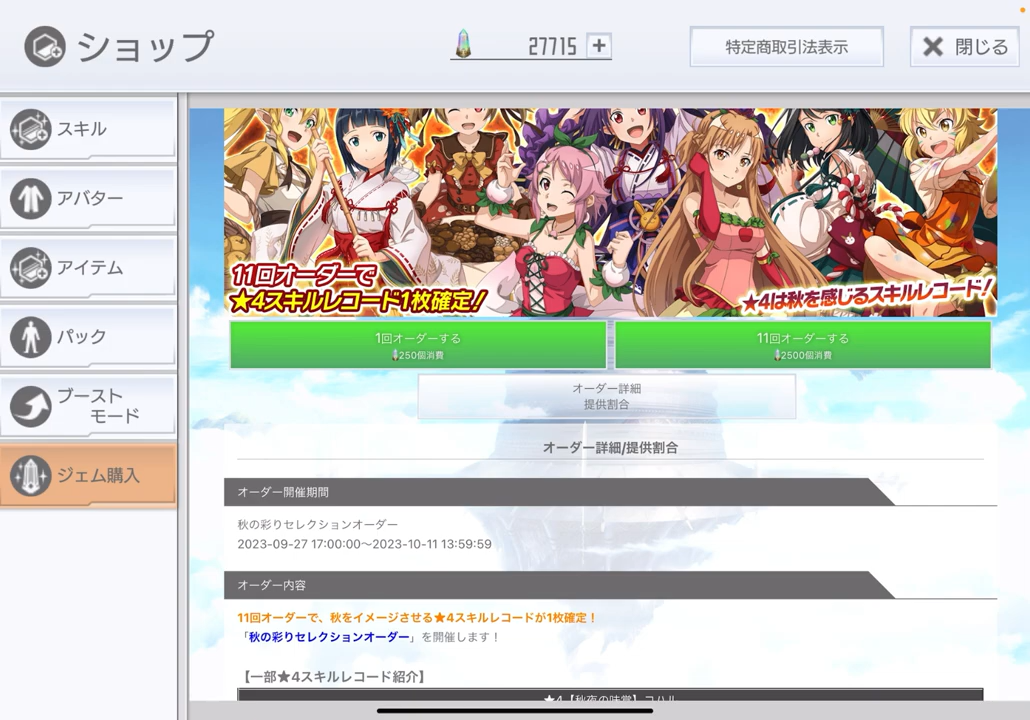 ショップ
27715
特定商取引法表示
閉じる
スキル
アバター
アイテム
パック
ブースト
モード
ジェム購入
11回オーダーで
★4スキルレコード1枚確定!
★4は秋を感じるスキルレコード!
1回オーダーする
250個消費
11回オーダーする
2500個消費
オーダー詳細
提供割合
オーダー詳細/提供割合
オーダー開催期間
秋の彩りセレクションオーダー
2023-09-27 17:00:00〜2023-10-11 13:59:59
オーダー内容
11回オーダーで、秋をイメージさせる★4スキルレコードが1枚確定！
「秋の彩りセレクションオーダー」を開催します！
【一部★4スキルレコード紹介】
★4【秋夜の味覚】コハル